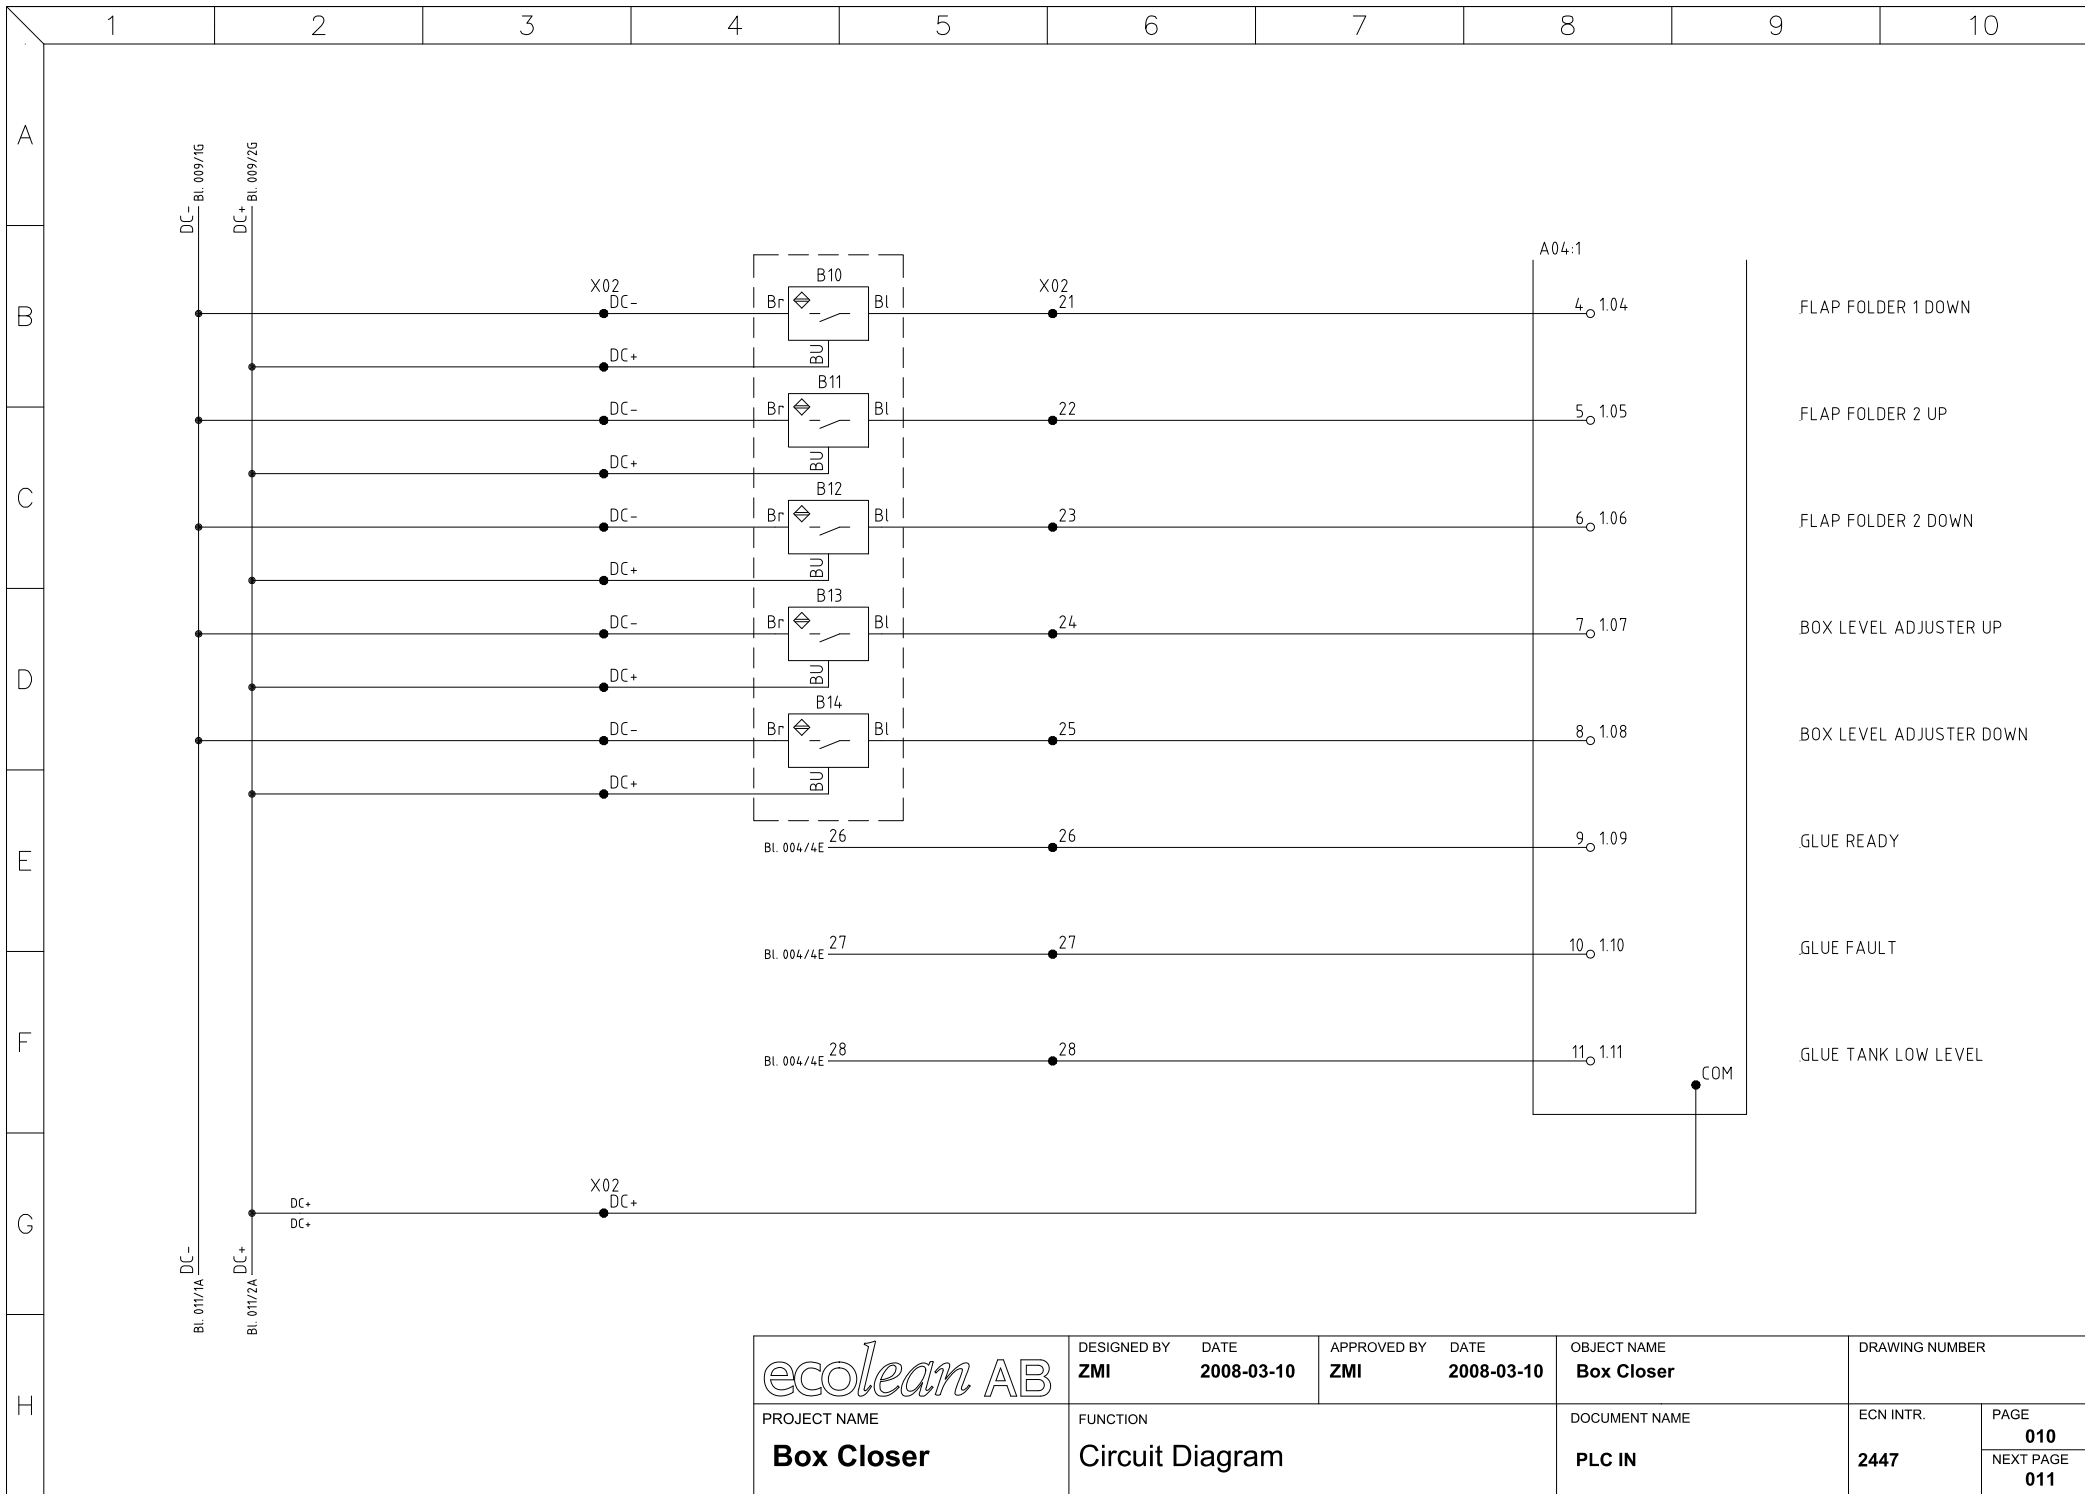 1 2 3 4 5 6 7 8 9 10
A
B
C
D
E
F
G
H
DC- Bl. 009/1G
DC+ Bl. 009/2G
A04:1
X02 B10 X02
DC- Br Bl 21 4 1.04 FLAP FOLDER 1 DOWN
DC+ BU
B11
DC- Br Bl 22 5 1.05 FLAP FOLDER 2 UP
DC+ BU
B12
DC- Br Bl 23 6 1.06 FLAP FOLDER 2 DOWN
DC+ BU
B13
DC- Br Bl 24 7 1.07 BOX LEVEL ADJUSTER UP
DC+ BU
B14
DC- Br Bl 25 8 1.08 BOX LEVEL ADJUSTER DOWN
DC+ BU
Bl. 004/4E 26 26 9 1.09 GLUE READY
Bl. 004/4E 27 27 10 1.10 GLUE FAULT
Bl. 004/4E 28 28 11 1.11 GLUE TANK LOW LEVEL
COM
X02
DC+ DC+
DC+
DC- Bl. 011/1A
DC+ Bl. 011/2A
ecolean AB
DESIGNED BY DATE APPROVED BY DATE OBJECT NAME DRAWING NUMBER
ZMI 2008-03-10 ZMI 2008-03-10 Box Closer
PROJECT NAME FUNCTION DOCUMENT NAME ECN INTR. PAGE
010
Box Closer Circuit Diagram PLC IN 2447 NEXT PAGE
011